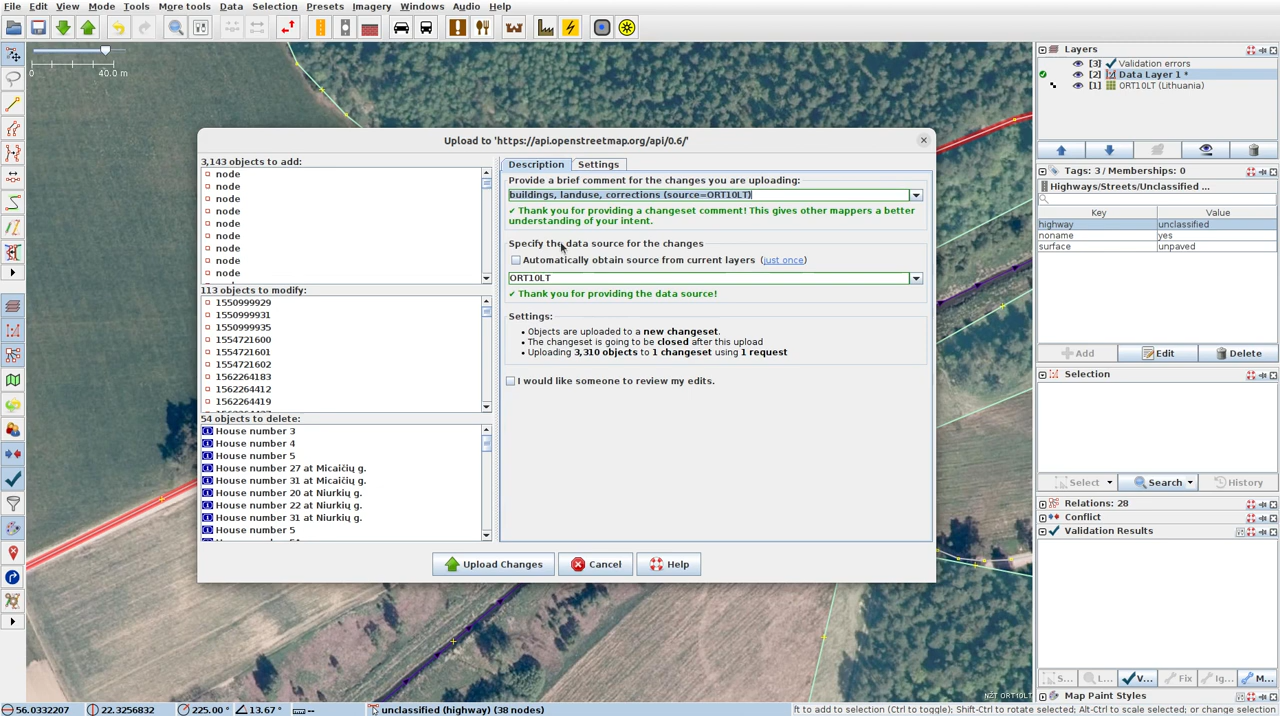 File Edit View Mode Tools More tools Data Selection Presets Imagery Windows Audio Help
0 40.0 m
Upload to 'https://api.openstreetmap.org/api/0.6/'
3,143 objects to add:
node
node
node
node
node
node
node
node
node
113 objects to modify:
1550999929
1550999931
1550999935
1554721600
1554721601
1554721602
1562264183
1562264412
1562264419
54 objects to delete:
House number 3
House number 4
House number 5
House number 27 at Micaičių g.
House number 31 at Micaičių g.
House number 20 at Niurkių g.
House number 22 at Niurkių g.
House number 31 at Niurkių g.
House number 5
Description Settings
Provide a brief comment for the changes you are uploading:
buildings, landuse, corrections (source=ORT10LT)
✔ Thank you for providing a changeset comment! This gives other mappers a better
understanding of your intent.
Specify the data source for the changes
Automatically obtain source from current layers (just once)
ORT10LT
✔ Thank you for providing the data source!
Settings:
• Objects are uploaded to a new changeset.
• The changeset is going to be closed after this upload
• Uploading 3,310 objects to 1 changeset using 1 request
I would like someone to review my edits.
Upload Changes Cancel Help
Layers
[3] Validation errors
[2] Data Layer 1 *
[1] ORT10LT (Lithuania)
Tags: 3 / Memberships: 0
Highways/Streets/Unclassified ...
Key Value
highway unclassified
noname yes
surface unpaved
Add Edit Delete
Selection
Select Search History
Relations: 28
Conflict
Validation Results
S... L... V... Fix Ig... M...
Map Paint Styles
NŽT ORT10LT
56.0332207 22.3256832 225.00 ° 13.67° -- unclassified (highway) (38 nodes) ft to add to selection (Ctrl to toggle); Shift-Ctrl to rotate selected; Alt-Ctrl to scale selected; or change selection